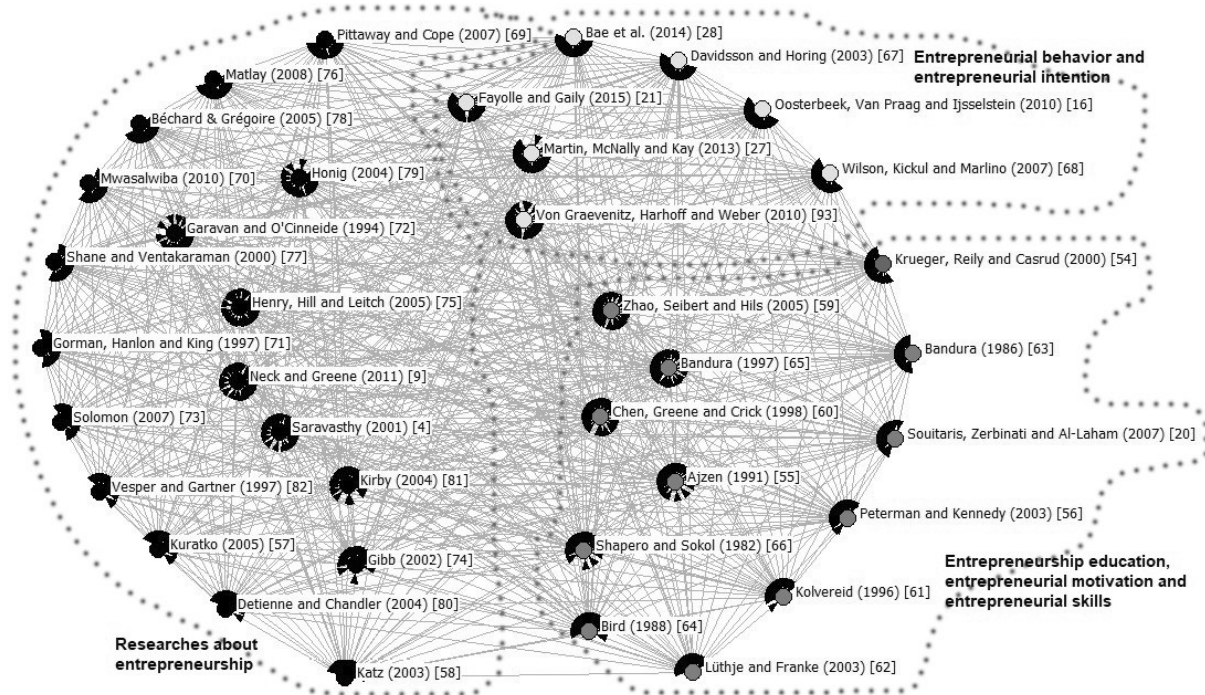 Pittaway and Cope (2007) [69]
Bae et al. (2014) [28]
Davidsson and Horing (2003) [67]
Entrepreneurial behavior and
entrepreneurial intention
Matlay (2008) [76]
Fayolle and Gaily (2015) [21]
Oosterbeek, Van Praag and Ijsselstein (2010) [16]
Béchard & Grégoire (2005) [78]
Martin, McNally and Kay (2013) [27]
Wilson, Kickul and Marlino (2007) [68]
Mwasalwiba (2010) [70]
Honig (2004) [79]
Von Graevenitz, Harhoff and Weber (2010) [93]
Garavan and O'Cinneide (1994) [72]
Shane and Ventakaraman (2000) [77]
Krueger, Reily and Casrud (2000) [54]
Henry, Hill and Leitch (2005) [75]
Zhao, Seibert and Hils (2005) [59]
Gorman, Hanlon and King (1997) [71]
Bandura (1986) [63]
Bandura (1997) [65]
Neck and Greene (2011) [9]
Chen, Greene and Crick (1998) [60]
Solomon (2007) [73]
Saravasthy (2001) [4]
Souitaris, Zerbinati and Al-Laham (2007) [20]
Vesper and Gartner (1997) [82]
Kirby (2004) [81]
Ajzen (1991) [55]
Peterman and Kennedy (2003) [56]
Kuratko (2005) [57]
Gibb (2002) [74]
Shapero and Sokol (1982) [66]
Entrepreneurship education,
entrepreneurial motivation and
entrepreneurial skills
Kolvereid (1996) [61]
Detienne and Chandler (2004) [80]
Bird (1988) [64]
Researches about
entrepreneurship
Katz (2003) [58]
Lüthje and Franke (2003) [62]